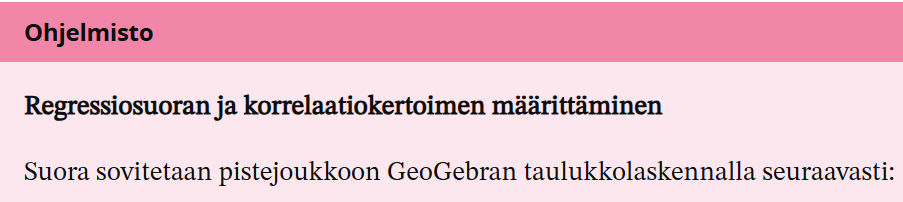 Ohjelmisto
Regressiosuoran ja korrelaatiokertoimen määrittäminen
Suora sovitetaan pistejoukkoon GeoGebran taulukkolaskennalla seuraavasti: